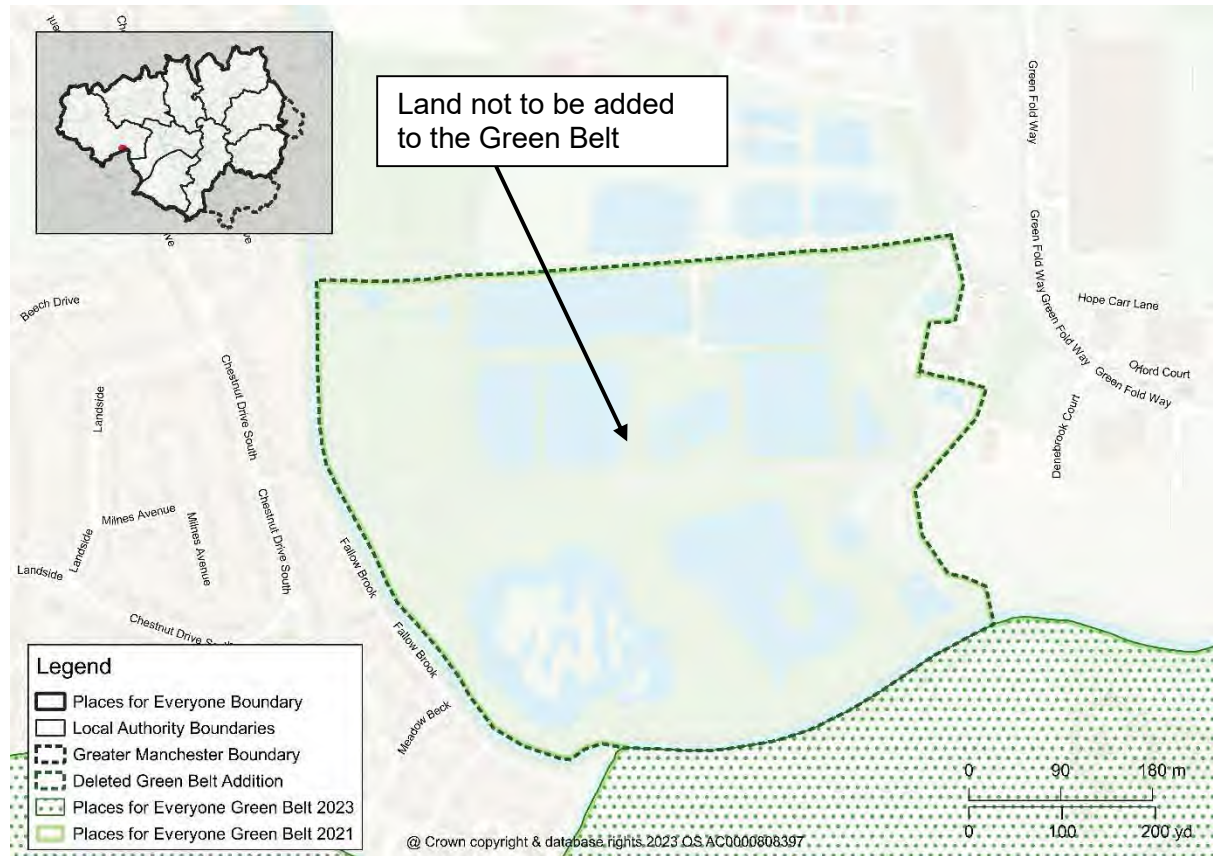 Land not to be added
to the Green Belt
Beech Drive
Landside
Chestnut Drive South
Milnes Avenue
Milnes Avenue
Landside
Landside
Chestnut Drive South
Fallow Brook
Fallow Brook
Meadow Beck
Green Fold Way
Green Fold Way
Green Fold Way
Hope Carr Lane
Orford Court
Green Fold Way
Denebrook Court
Legend
Places for Everyone Boundary
Local Authority Boundaries
Greater Manchester Boundary
Deleted Green Belt Addition
Places for Everyone Green Belt 2023
Places for Everyone Green Belt 2021
0 90 180 m
0 100 200 yd
@ Crown copyright & database rights 2023 OS AC0000808397